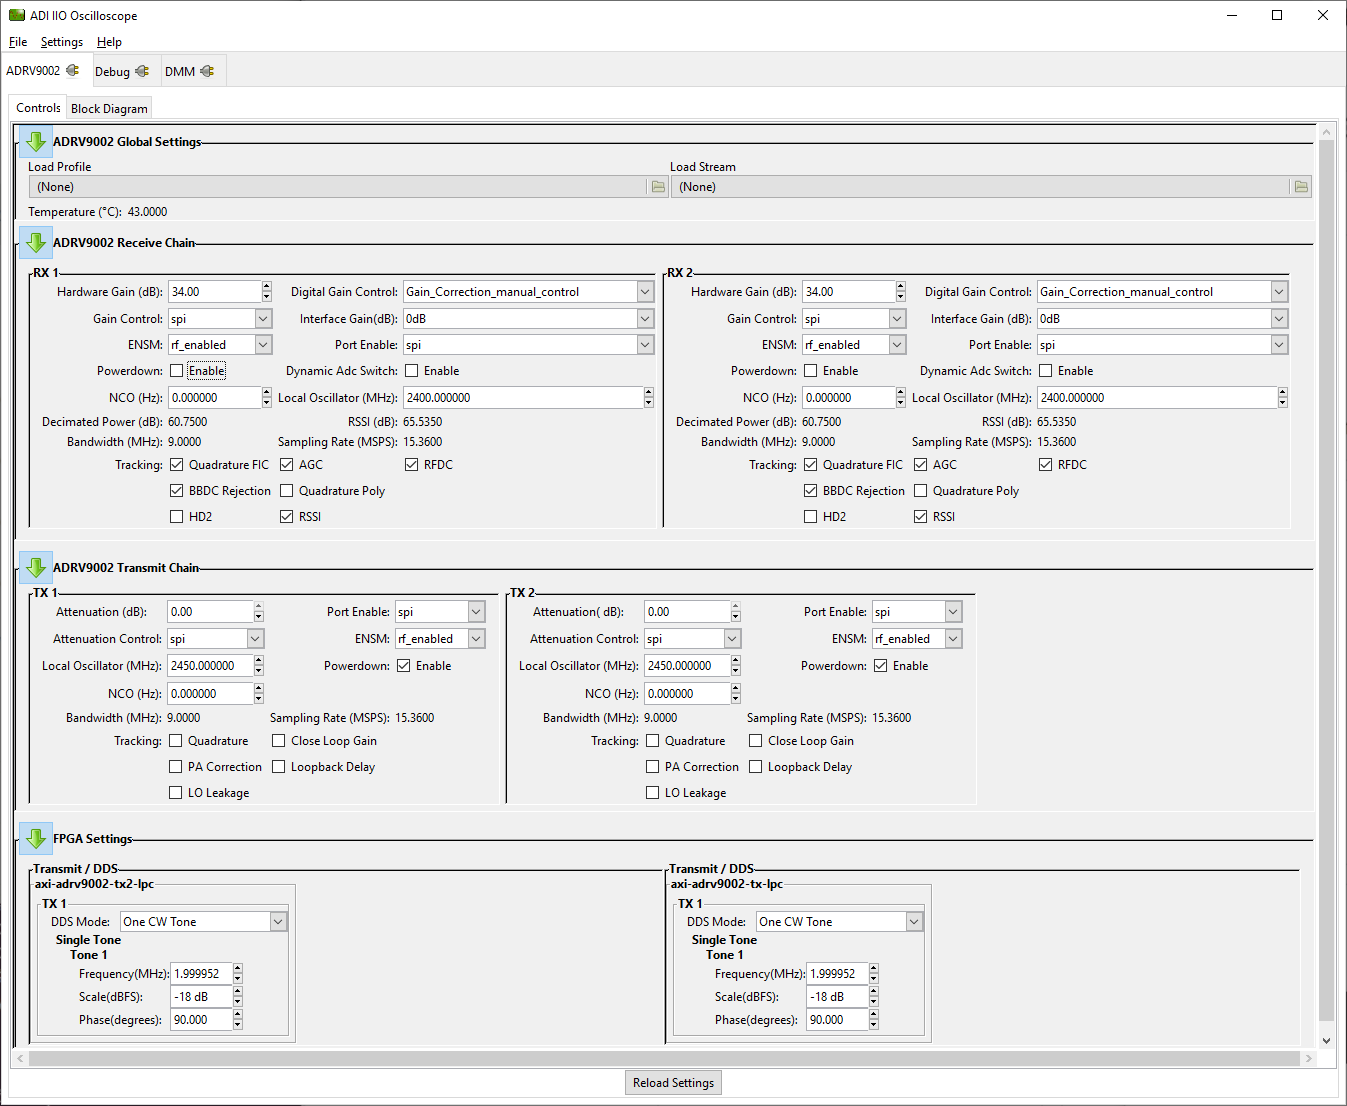 ADI IIO Oscilloscope
File Settings Help
ADRV9002 Debug DMM
Controls Block Diagram
ADRV9002 Global Settings
Load Profile Load Stream
(None) (None)
Temperature (°C): 43.0000
ADRV9002 Receive Chain
RX 1 RX 2
Hardware Gain (dB): 34.00 Digital Gain Control: Gain_Correction_manual_control Hardware Gain (dB): 34.00 Digital Gain Control: Gain_Correction_manual_control
Gain Control: spi Interface Gain(dB): 0dB Gain Control: spi Interface Gain (dB): 0dB
ENSM: rf_enabled Port Enable: spi ENSM: rf_enabled Port Enable: spi
Powerdown: Enable Dynamic Adc Switch: Enable Powerdown: Enable Dynamic Adc Switch: Enable
NCO (Hz): 0.000000 Local Oscillator (MHz): 2400.000000 NCO (Hz): 0.000000 Local Oscillator (MHz): 2400.000000
Decimated Power (dB): 60.7500 RSSI (dB): 65.5350 Decimated Power (dB): 60.7500 RSSI (dB): 65.5350
Bandwidth (MHz): 9.0000 Sampling Rate (MSPS): 15.3600 Bandwidth (MHz): 9.0000 Sampling Rate (MSPS): 15.3600
Tracking: Quadrature FIC AGC RFDC Tracking: Quadrature FIC AGC RFDC
BBDC Rejection Quadrature Poly BBDC Rejection Quadrature Poly
HD2 RSSI HD2 RSSI
ADRV9002 Transmit Chain
TX 1 TX 2
Attenuation (dB): 0.00 Port Enable: spi Attenuation( dB): 0.00 Port Enable: spi
Attenuation Control: spi ENSM: rf_enabled Attenuation Control: spi ENSM: rf_enabled
Local Oscillator (MHz): 2450.000000 Powerdown: Enable Local Oscillator (MHz): 2450.000000 Powerdown: Enable
NCO (Hz): 0.000000 NCO (Hz): 0.000000
Bandwidth (MHz): 9.0000 Sampling Rate (MSPS): 15.3600 Bandwidth (MHz): 9.0000 Sampling Rate (MSPS): 15.3600
Tracking: Quadrature Close Loop Gain Tracking: Quadrature Close Loop Gain
PA Correction Loopback Delay PA Correction Loopback Delay
LO Leakage LO Leakage
FPGA Settings
Transmit / DDS Transmit / DDS
axi-adrv9002-tx2-lpc axi-adrv9002-tx-lpc
TX 1 TX 1
DDS Mode: One CW Tone DDS Mode: One CW Tone
Single Tone Single Tone
Tone 1 Tone 1
Frequency(MHz): 1.999952 Frequency(MHz): 1.999952
Scale(dBFS): -18 dB Scale(dBFS): -18 dB
Phase(degrees): 90.000 Phase(degrees): 90.000
Reload Settings